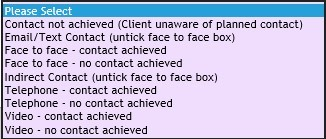 Please Select
Contact not achieved (Client unaware of planned contact)
Email/Text Contact (untick face to face box)
Face to face - contact achieved
Face to face - no contact achieved
Indirect Contact (untick face to face box)
Telephone - contact achieved
Telephone - no contact achieved
Video - contact achieved
Video - no contact achieved